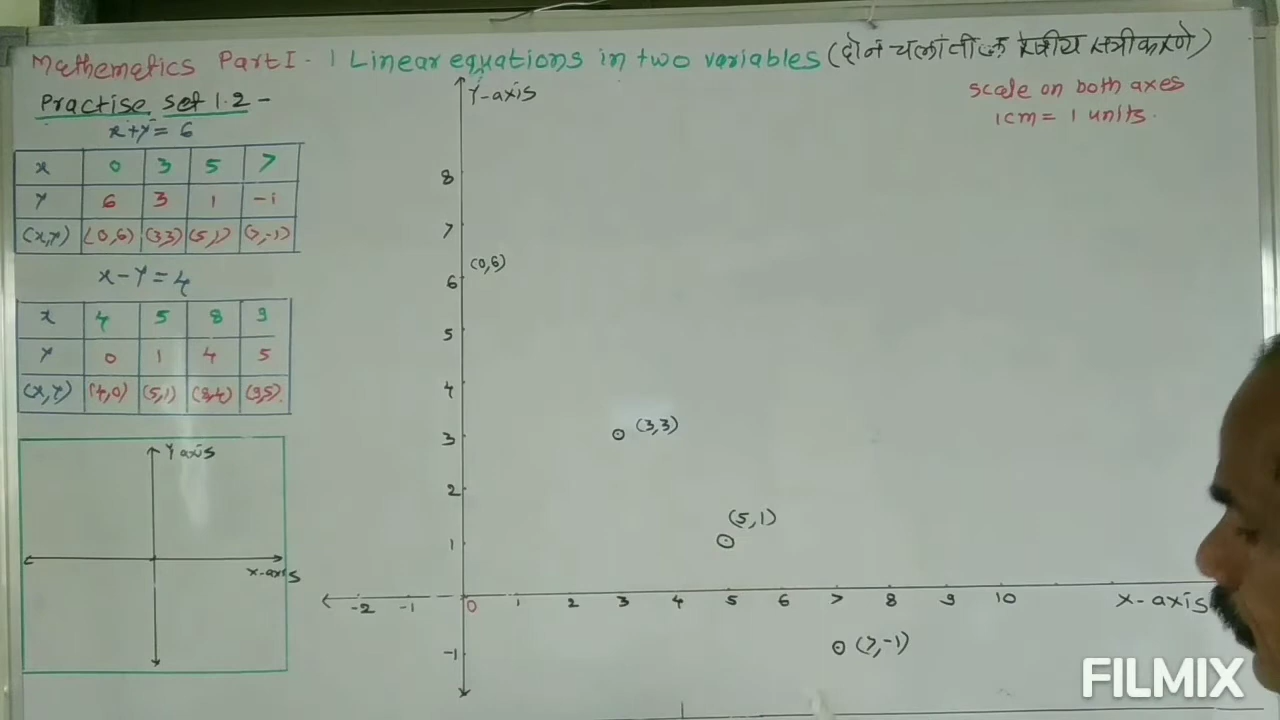 Mathematics Part I - 1 Linear equations in two variables (दोन चलांतील रेषीय समीकरणे)
Practise Set 1.2 -
scale on both axes
1cm = 1 units.
x+y = 6
x 0 3 5 7
y 6 3 1 -1
(x,y) (0,6) (3,3) (5,1) (7,-1)
x-y = 4
x 4 5 8 9
y 0 1 4 5
(x,y) (4,0) (5,1) (8,4) (9,5)
Y axis
x-axis
Y-axis
8
7
(0,6)
6
5
4
(3,3)
3
2
(5,1)
1
-2 -1 0 1 2 3 4 5 6 7 8 9 10 X-axis
(7,-1)
-1
FILMIX